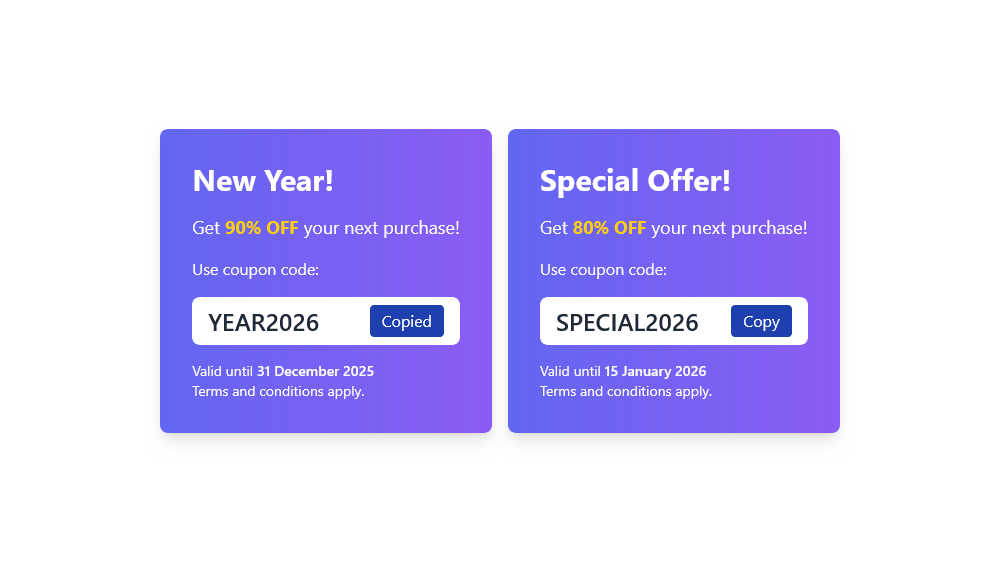 New Year!
Get 90% OFF your next purchase!
Use coupon code:
YEAR2026
Copied
Valid until 31 December 2025
Terms and conditions apply.
Special Offer!
Get 80% OFF your next purchase!
Use coupon code:
SPECIAL2026
Copy
Valid until 15 January 2026
Terms and conditions apply.